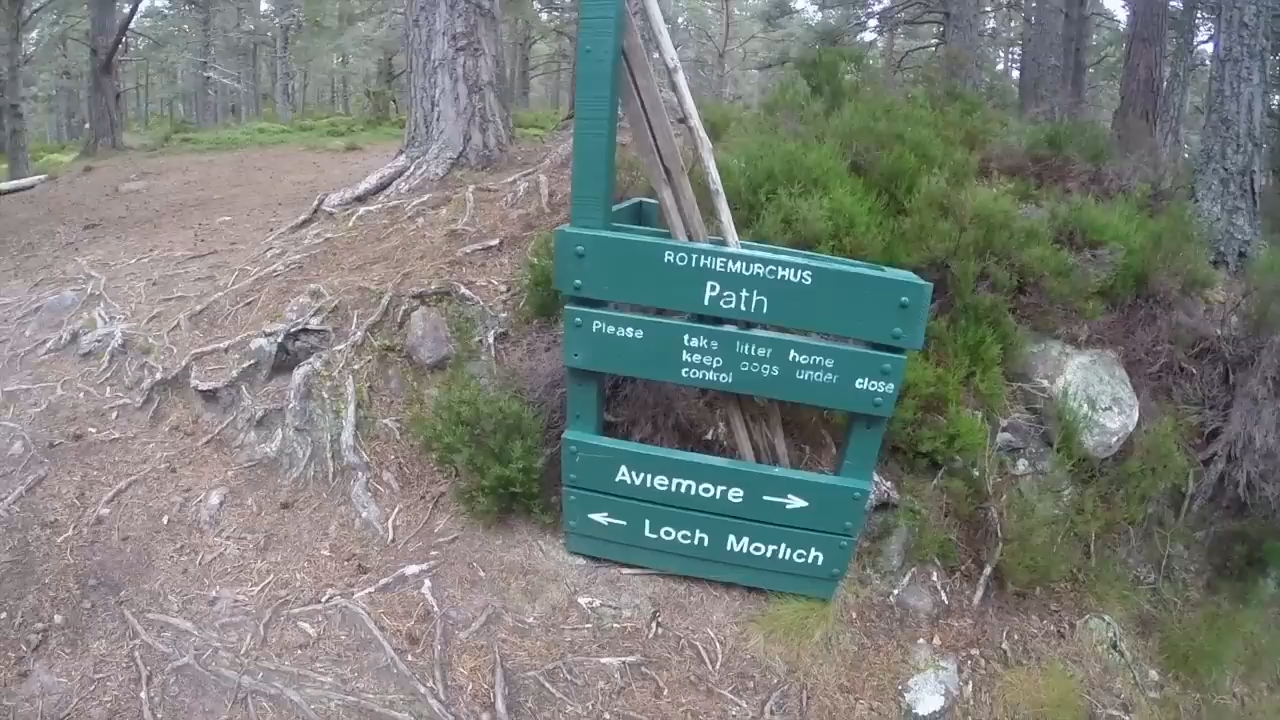 ROTHIEMURCHUS
Path
Please take litter home
keep dogs under close
control
Aviemore →
← Loch Morlich